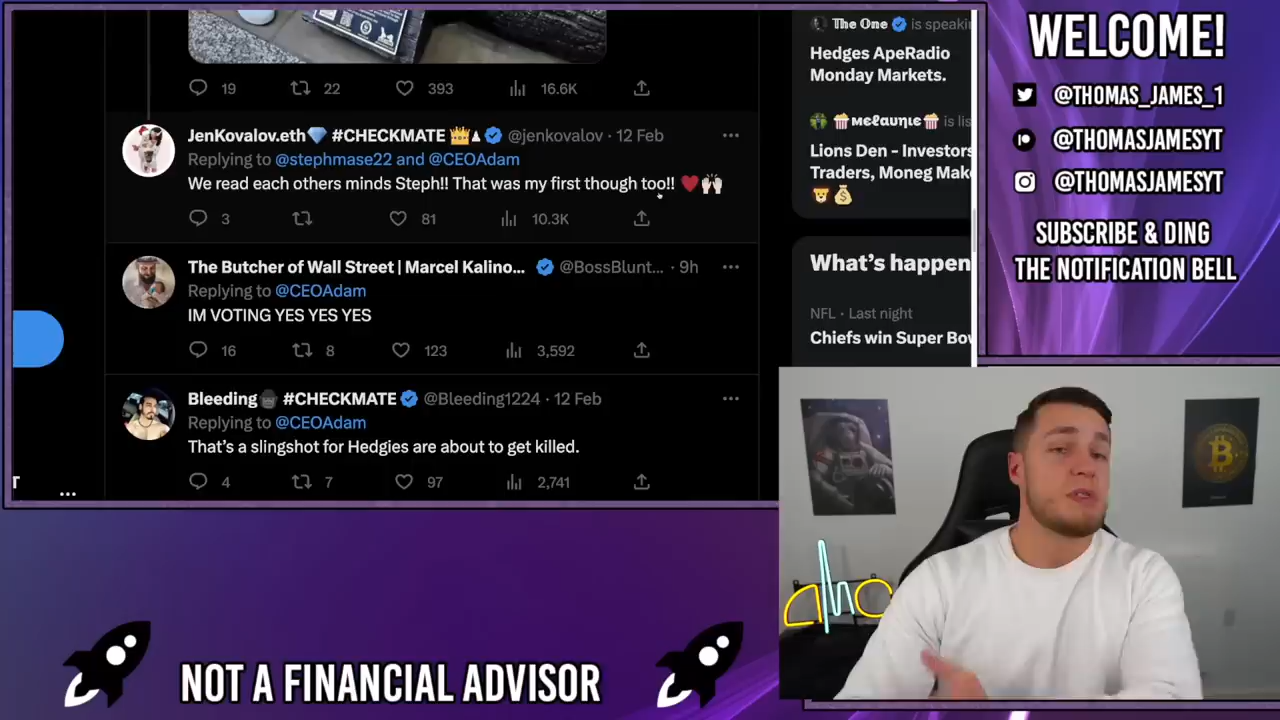 19 22 393 16.6K
JenKovalov.eth💎 #CHECKMATE 👑♟ @jenkovalov · 12 Feb
Replying to @stephmase22 and @CEOAdam
We read each others minds Steph!! That was my first though too!! ♥️🙌🏻
3 81 10.3K
The Butcher of Wall Street | Marcel Kalino... @BossBlunt... · 9h
Replying to @CEOAdam
IM VOTING YES YES YES
16 8 123 3,592
Bleeding #CHECKMATE @Bleeding1224 · 12 Feb
Replying to @CEOAdam
That's a slingshot for Hedgies are about to get killed.
4 7 97 2,741
T
...
The One is speakin
Hedges ApeRadio
Monday Markets.
🍿мєℓαυηιє🍿 is lis
Lions Den - Investors
Traders, Moneg Mak
🦁💰
What's happen
NFL · Last night
Chiefs win Super Bow
WELCOME!
@THOMAS_JAMES_1
@THOMASJAMESYT
@THOMASJAMESYT
SUBSCRIBE & DING
THE NOTIFICATION BELL
NOT A FINANCIAL ADVISOR